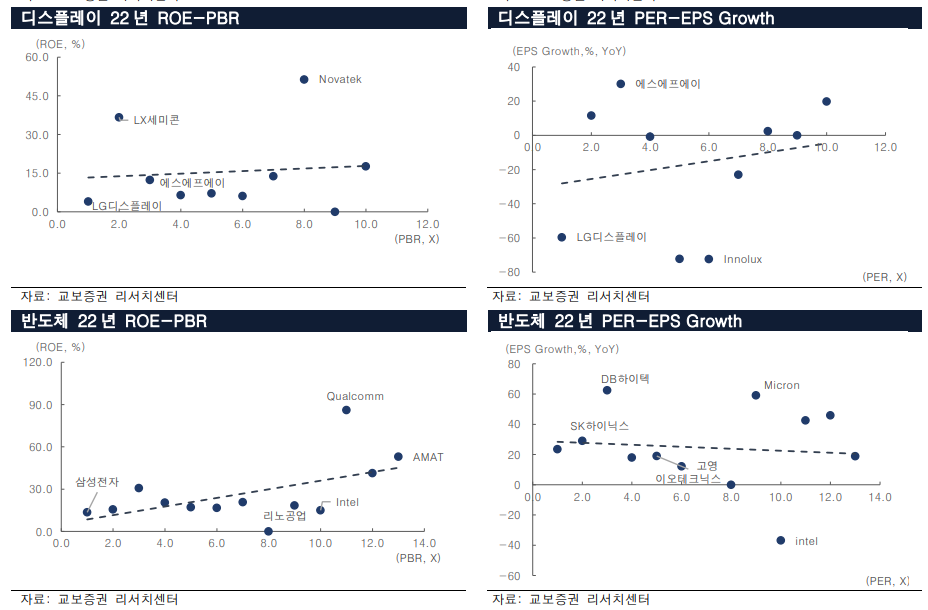 디스플레이 22년 ROE-PBR
(ROE, %)
60.0
45.0
30.0
15.0
0.0
Novatek
LX세미콘
에스에프에이
LG디스플레이
0.0 2.0 4.0 6.0 8.0 10.0 12.0
(PBR, X)
자료: 교보증권 리서치센터
디스플레이 22년 PER-EPS Growth
(EPS Growth,%, YoY)
40
20
0
-20
-40
-60
-80
에스에프에이
0.0 2.0 4.0 6.0 8.0 10.0 12.0
LG디스플레이
Innolux
(PER, X)
자료: 교보증권 리서치센터
반도체 22년 ROE-PBR
(ROE, %)
120.0
90.0
60.0
30.0
0.0
Qualcomm
AMAT
삼성전자
Intel
리노공업
0.0 2.0 4.0 6.0 8.0 10.0 12.0 14.0
(PBR, X)
자료: 교보증권 리서치센터
반도체 22년 PER-EPS Growth
(EPS Growth,%, YoY)
80
60
40
20
0
-20
-40
-60
DB하이텍
Micron
SK하이닉스
고영
이오테크닉스
0.0 2.0 4.0 6.0 8.0 10.0 12.0 14.0
intel
(PER, X)
자료: 교보증권 리서치센터